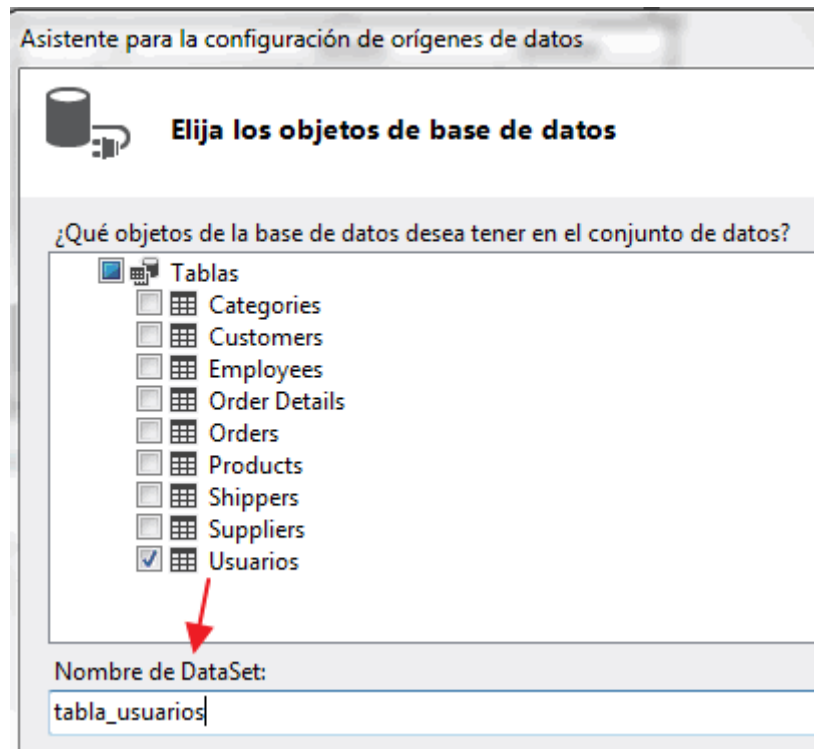 Asistente para la configuración de orígenes de datos
Elija los objetos de base de datos
¿Qué objetos de la base de datos desea tener en el conjunto de datos?
Tablas
Categories
Customers
Employees
Order Details
Orders
Products
Shippers
Suppliers
Usuarios
Nombre de DataSet:
tabla_usuarios